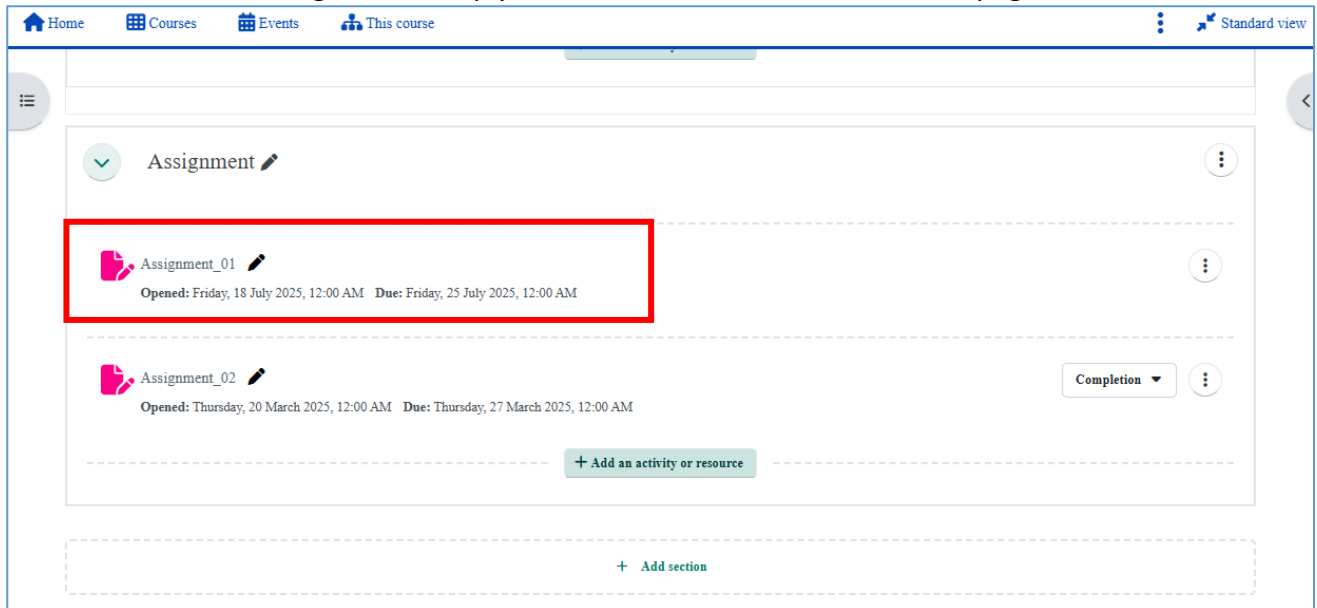 Home Courses Events This course Standard view
Assignment
Assignment_01
Opened: Friday, 18 July 2025, 12:00 AM Due: Friday, 25 July 2025, 12:00 AM
Assignment_02
Completion
Opened: Thursday, 20 March 2025, 12:00 AM Due: Thursday, 27 March 2025, 12:00 AM
+ Add an activity or resource
+ Add section